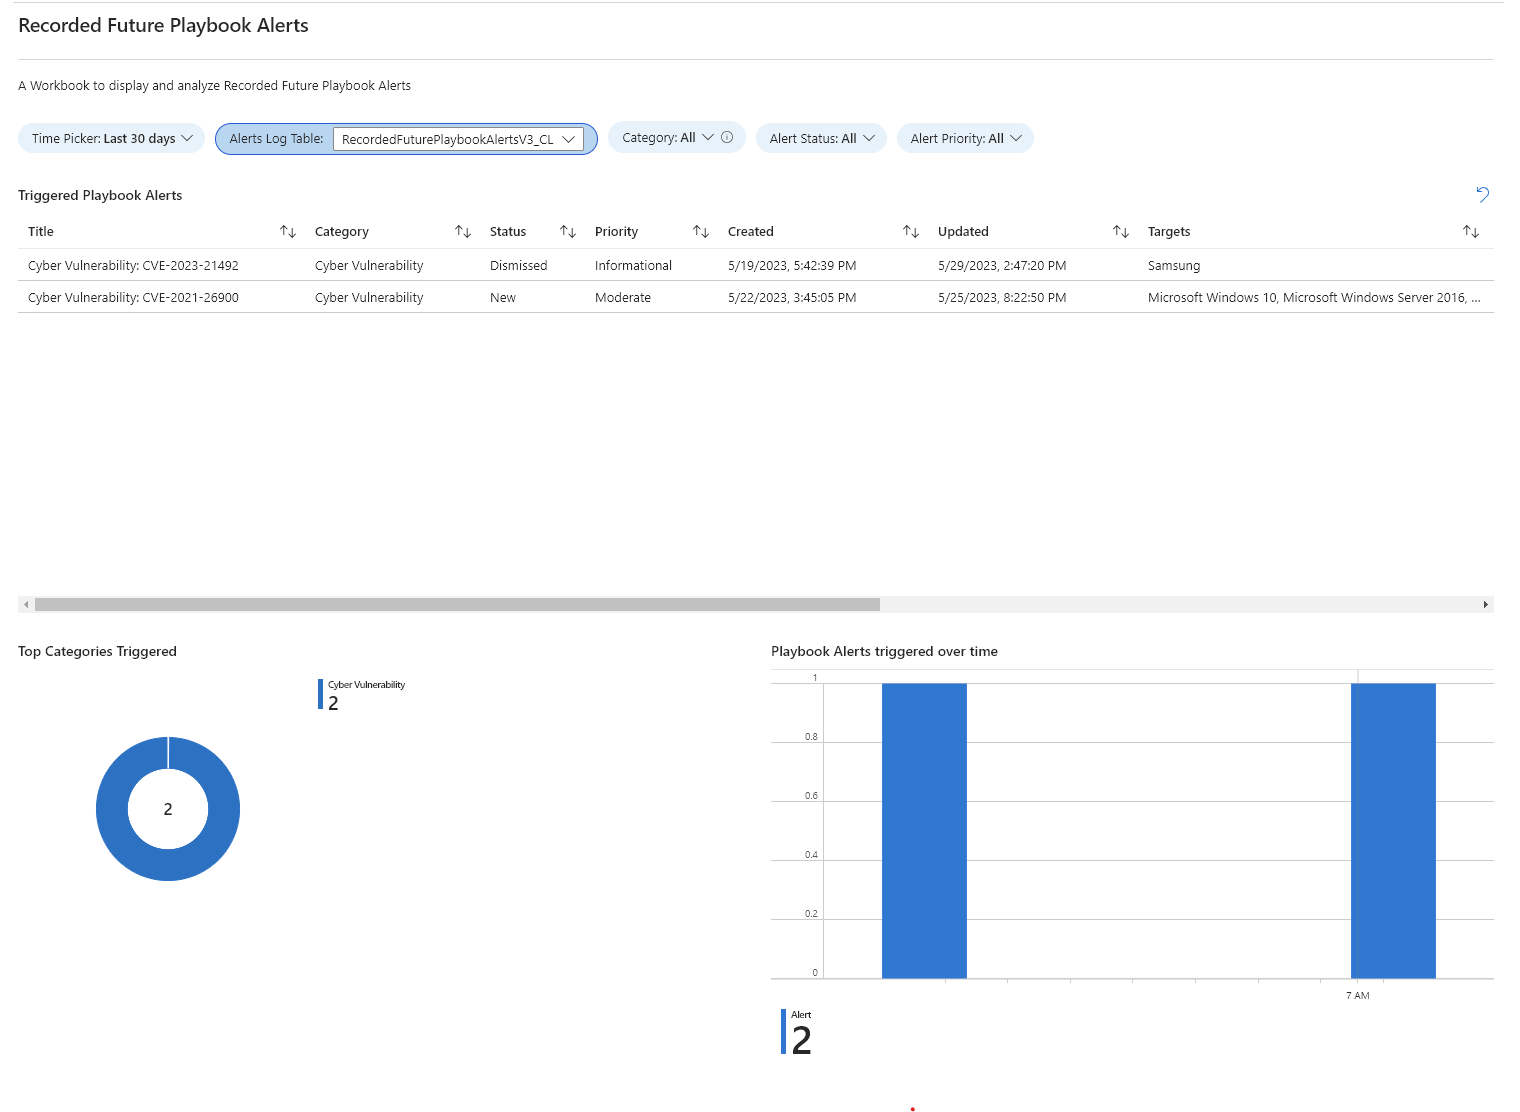 Recorded Future Playbook Alerts
A Workbook to display and analyze Recorded Future Playbook Alerts
Time Picker: Last 30 days
Alerts Log Table: RecordedFuturePlaybookAlertsV3_CL
Category: All
Alert Status: All
Alert Priority: All
Triggered Playbook Alerts
Title Category Status Priority Created Updated Targets
Cyber Vulnerability: CVE-2023-21492 Cyber Vulnerability Dismissed Informational 5/19/2023, 5:42:39 PM 5/29/2023, 2:47:20 PM Samsung
Cyber Vulnerability: CVE-2021-26900 Cyber Vulnerability New Moderate 5/22/2023, 3:45:05 PM 5/25/2023, 8:22:50 PM Microsoft Windows 10, Microsoft Windows Server 2016, ...
Top Categories Triggered
Cyber Vulnerability
2
2
Playbook Alerts triggered over time
1
0.8
0.6
0.4
0.2
0
7 AM
Alert
2